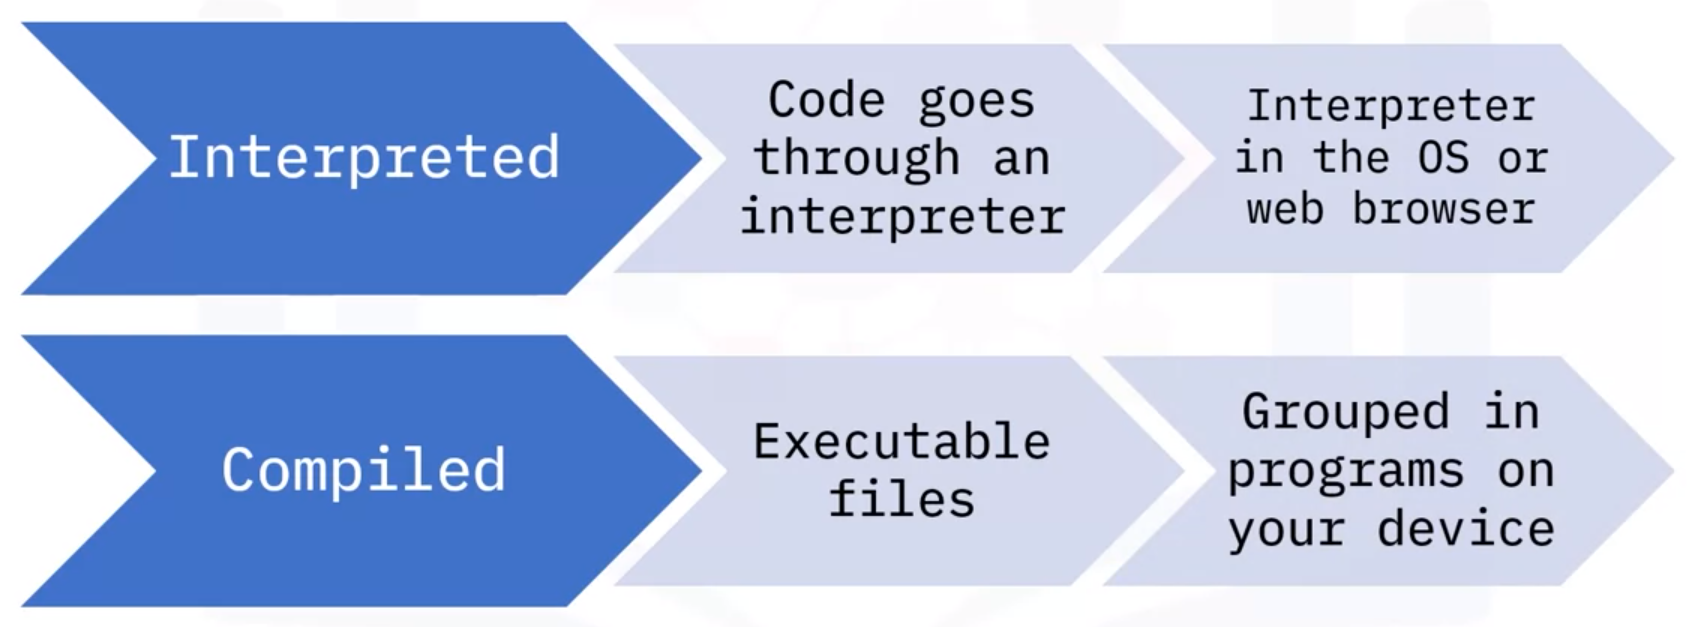 Interpreted
Code goes
through an
interpreter
Interpreter
in the OS or
web browser
Compiled
Executable
files
Grouped in
programs on
your device